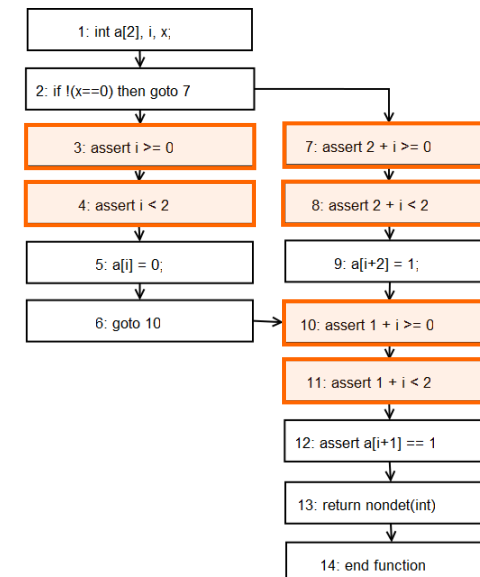 1: int a[2], i, x;
2: if !(x==0) then goto 7
3: assert i >= 0
4: assert i < 2
5: a[i] = 0;
6: goto 10
7: assert 2 + i >= 0
8: assert 2 + i < 2
9: a[i+2] = 1;
10: assert 1 + i >= 0
11: assert 1 + i < 2
12: assert a[i+1] == 1
13: return nondet(int)
14: end function